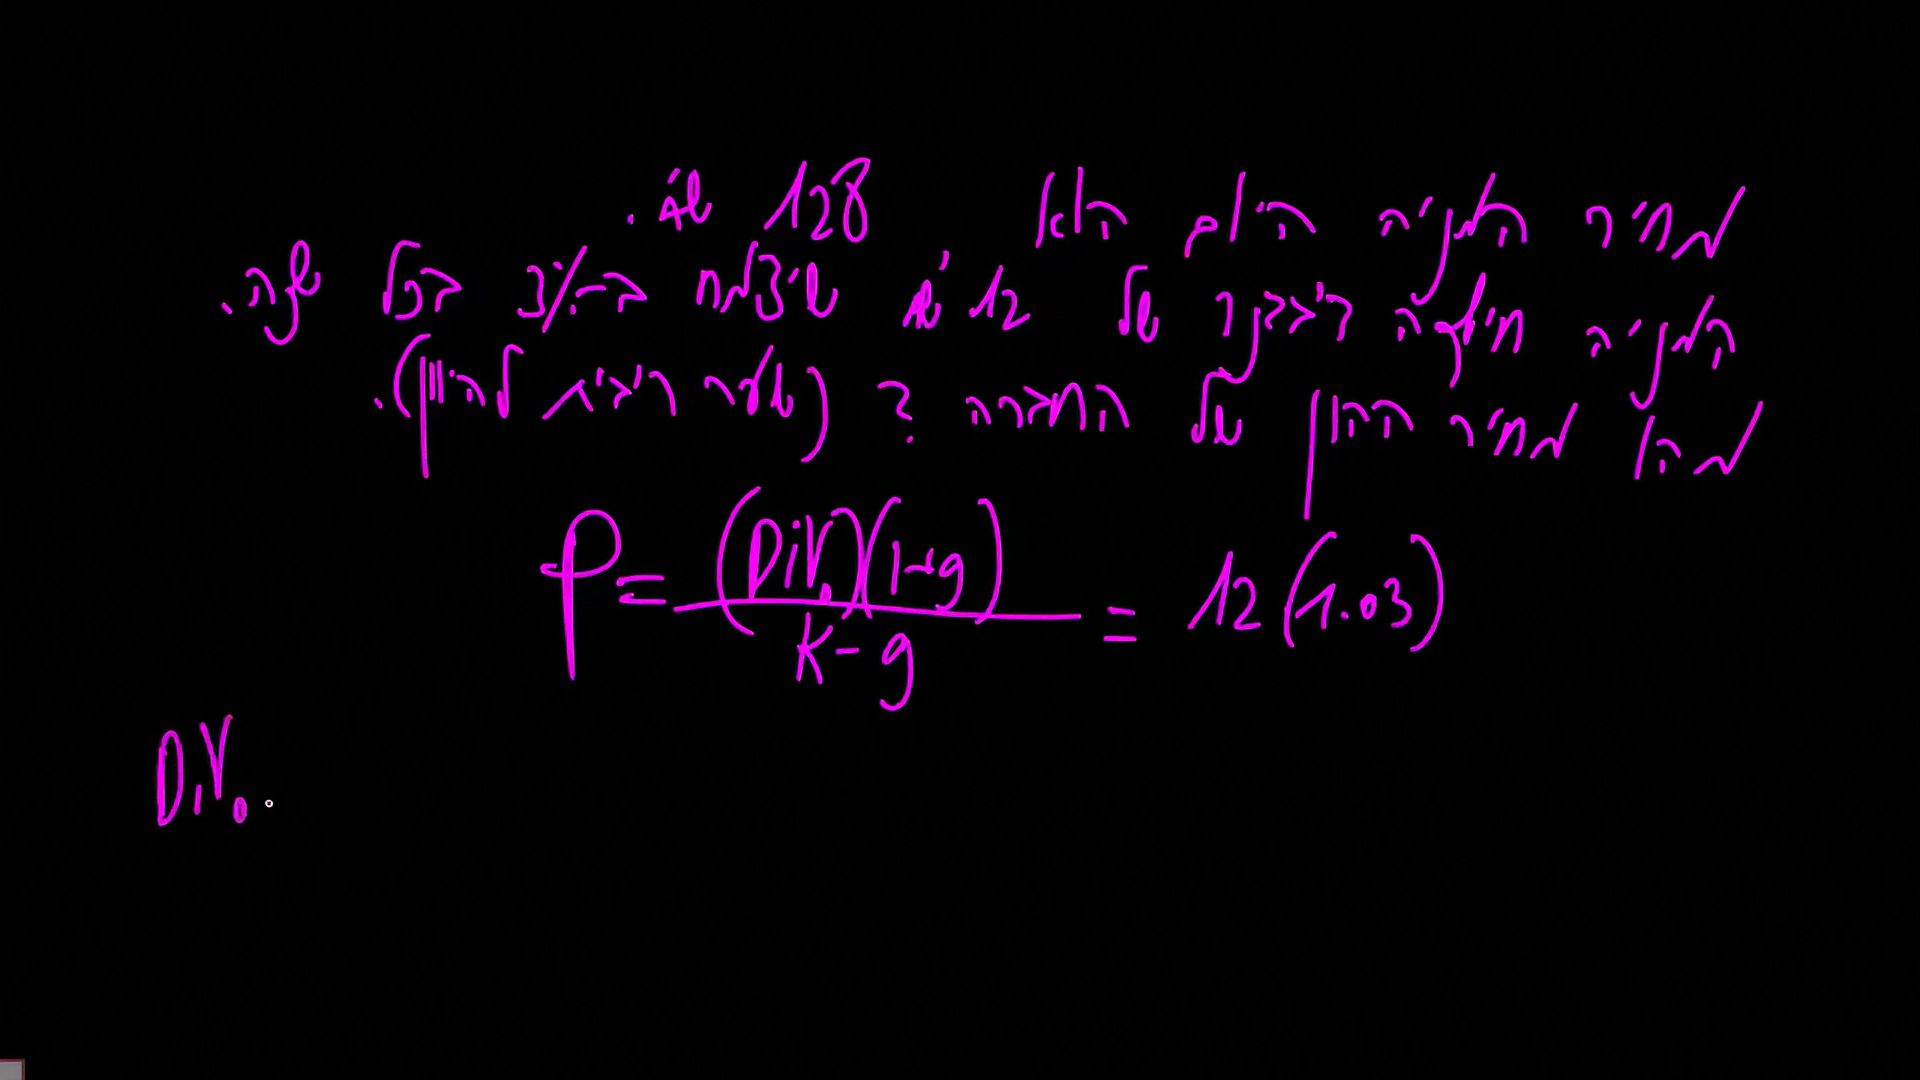 מחיר המניה היום הוא 128 ש"ח.
המניה חילקה דיבידנד של 12 ש"ח שיצמח ב-3% בכל שנה.
מהו מחיר ההון של החברה? (שער ריבית להיוון).
P = (Div₀)(1+g) / K-g = 12(1.03)
Div₀